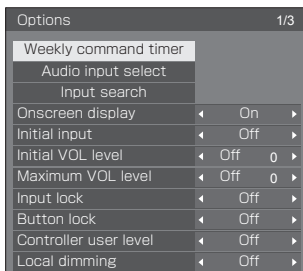 Options 1/3
Weekly command timer
Audio input select
Input search
Onscreen display On
Initial input Off
Initial VOL level Off 0
Maximum VOL level Off 0
Input lock Off
Button lock Off
Controller user level Off
Local dimming Off